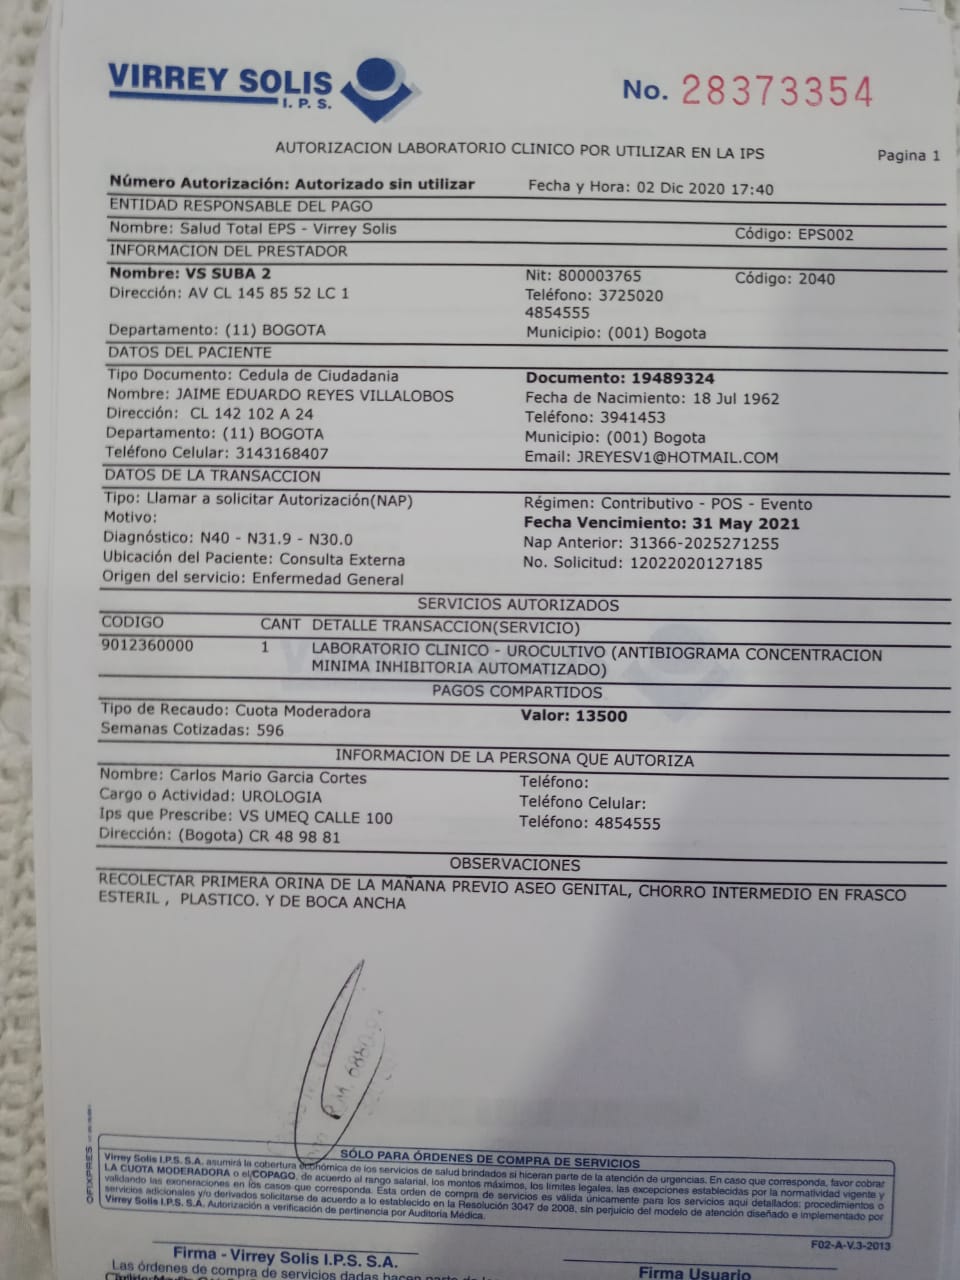 VIRREY SOLIS
I. P. S.
No. 28373354
AUTORIZACION LABORATORIO CLINICO POR UTILIZAR EN LA IPS
Pagina 1
Número Autorización: Autorizado sin utilizar Fecha y Hora: 02 Dic 2020 17:40
ENTIDAD RESPONSABLE DEL PAGO
Nombre: Salud Total EPS - Virrey Solis Código: EPS002
INFORMACION DEL PRESTADOR
Nombre: VS SUBA 2 Nit: 800003765 Código: 2040
Dirección: AV CL 145 85 52 LC 1 Teléfono: 3725020
4854555
Departamento: (11) BOGOTA Municipio: (001) Bogota
DATOS DEL PACIENTE
Tipo Documento: Cedula de Ciudadania Documento: 19489324
Nombre: JAIME EDUARDO REYES VILLALOBOS Fecha de Nacimiento: 18 Jul 1962
Dirección: CL 142 102 A 24 Teléfono: 3941453
Departamento: (11) BOGOTA Municipio: (001) Bogota
Teléfono Celular: 3143168407 Email: JREYESV1@HOTMAIL.COM
DATOS DE LA TRANSACCION
Tipo: Llamar a solicitar Autorización(NAP) Régimen: Contributivo - POS - Evento
Motivo: Fecha Vencimiento: 31 May 2021
Diagnóstico: N40 - N31.9 - N30.0 Nap Anterior: 31366-2025271255
Ubicación del Paciente: Consulta Externa No. Solicitud: 12022020127185
Origen del servicio: Enfermedad General
SERVICIOS AUTORIZADOS
CODIGO CANT DETALLE TRANSACCION(SERVICIO)
9012360000 1 LABORATORIO CLINICO - UROCULTIVO (ANTIBIOGRAMA CONCENTRACION
MINIMA INHIBITORIA AUTOMATIZADO)
PAGOS COMPARTIDOS
Tipo de Recaudo: Cuota Moderadora Valor: 13500
Semanas Cotizadas: 596
INFORMACION DE LA PERSONA QUE AUTORIZA
Nombre: Carlos Mario Garcia Cortes Teléfono:
Cargo o Actividad: UROLOGIA Teléfono Celular:
Ips que Prescribe: VS UMEQ CALLE 100 Teléfono: 4854555
Dirección: (Bogota) CR 48 98 81
OBSERVACIONES
RECOLECTAR PRIMERA ORINA DE LA MAÑANA PREVIO ASEO GENITAL, CHORRO INTERMEDIO EN FRASCO
ESTERIL , PLASTICO. Y DE BOCA ANCHA
SÓLO PARA ÓRDENES DE COMPRA DE SERVICIOS
Virrey Solis I.P.S. S.A. asumirá la cobertura económica de los servicios de salud brindados si hicieran parte de la atención de urgencias. En caso que corresponda, favor cobrar
LA CUOTA MODERADORA o el COPAGO, de acuerdo al rango salarial, los montos máximos, los límites legales, las excepciones establecidas por la normatividad vigente y
validando las exoneraciones en los casos que corresponda. Esta orden de compra de servicios es válida únicamente para los servicios aquí detallados; procedimientos o
servicios adicionales y/o derivados solicitarse de acuerdo a lo establecido en la Resolución 3047 de 2008, sin perjuicio del modelo de atención diseñado e implementado por
Virrey Solis I.P.S. S.A. Autorización a verificación de pertinencia por Auditoría Médica.
F02-A-V.3-2013
Firma - Virrey Solis I.P.S. S.A.
Firma Usuario
Las órdenes de compra de servicios dadas hacen parte de